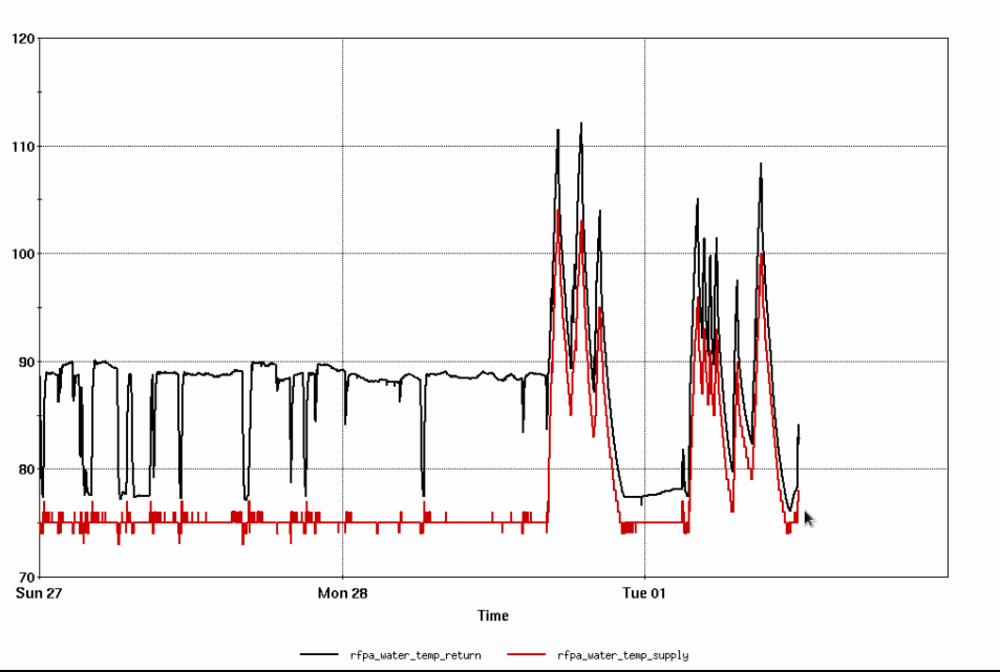 120
110
100
90
80
70
Sun 27 Mon 28 Tue 01
Time
rfpa_water_temp_return rfpa_water_temp_supply